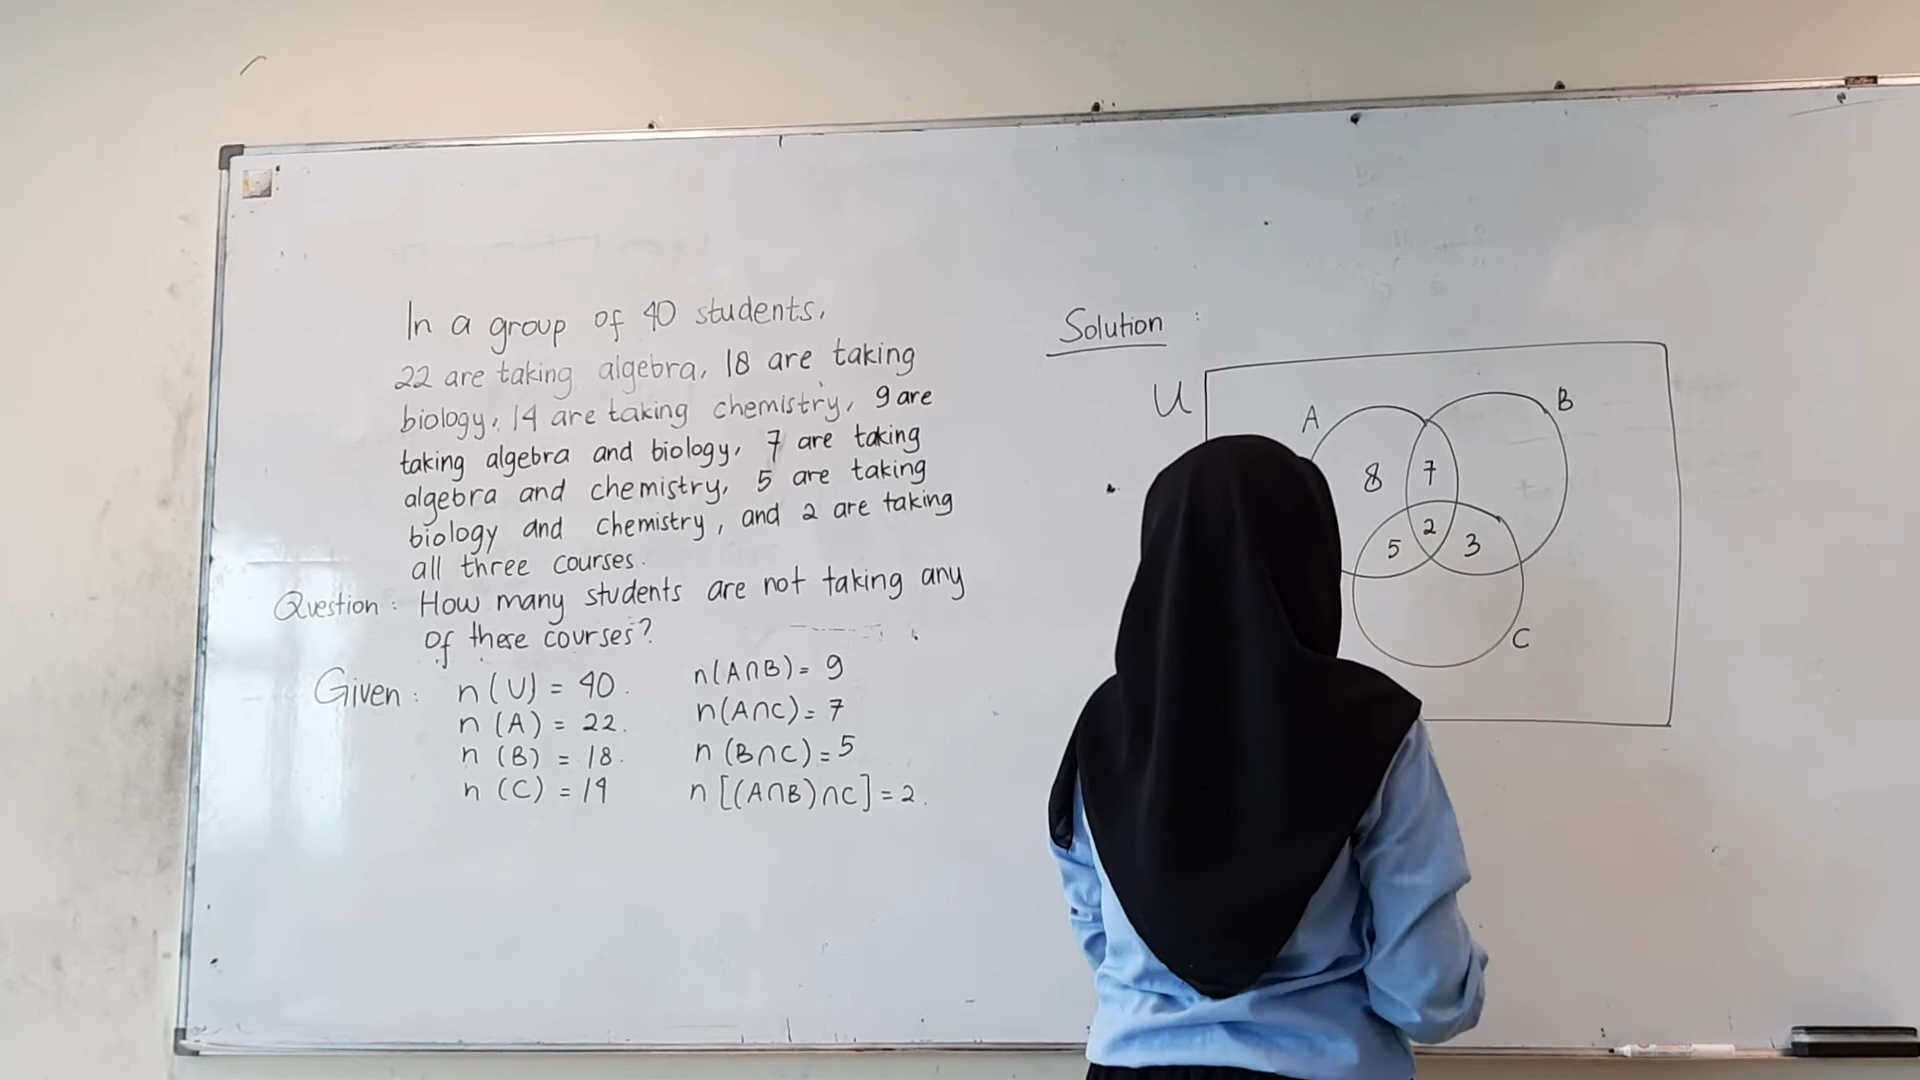 In a group of 40 students,
22 are taking algebra, 18 are taking
biology, 14 are taking chemistry, 9 are
taking algebra and biology, 7 are taking
algebra and chemistry, 5 are taking
biology and chemistry, and 2 are taking
all three courses.
Question: How many students are not taking any
of these courses?
Given: n(U) = 40. n(A∩B) = 9
n(A) = 22. n(A∩C) = 7
n(B) = 18. n(B∩C) = 5
n(C) = 14 n[(A∩B)∩C] = 2.
Solution :
U
A
B
8
7
2
5
3
C